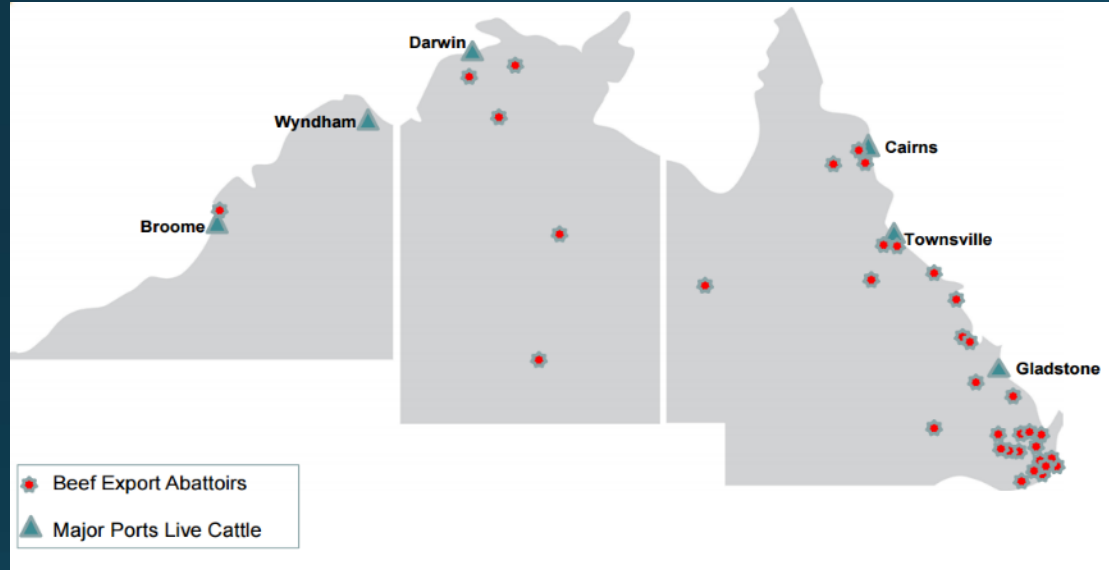 Darwin
Wyndham
Cairns
Broome
Townsville
Gladstone
Beef Export Abattoirs
Major Ports Live Cattle